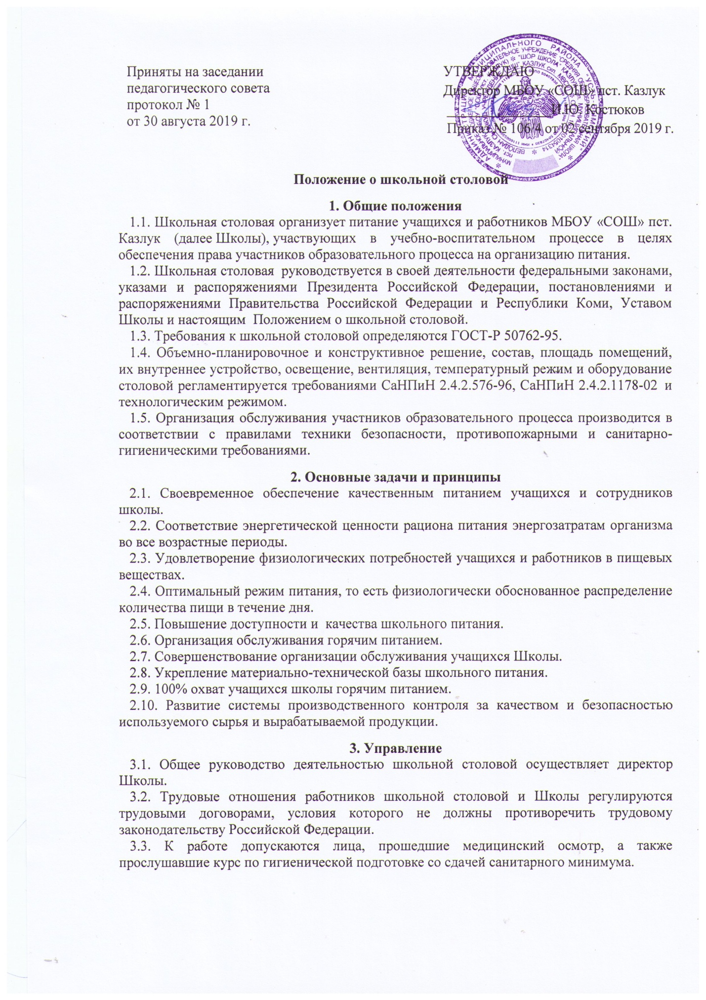 Приняты на заседании
педагогического совета
протокол № 1
от 30 августа 2019 г.
УТВЕРЖДАЮ
Директор МБОУ «СОШ» пст. Казлук
И.Ю. Костюков
Приказ № 106/4 от 02 сентября 2019 г.
Положение о школьной столовой
1. Общие положения
1.1. Школьная столовая организует питание учащихся и работников МБОУ «СОШ» пст.
Казлук (далее Школы), участвующих в учебно-воспитательном процессе в целях
обеспечения права участников образовательного процесса на организацию питания.
1.2. Школьная столовая руководствуется в своей деятельности федеральными законами,
указами и распоряжениями Президента Российской Федерации, постановлениями и
распоряжениями Правительства Российской Федерации и Республики Коми, Уставом
Школы и настоящим Положением о школьной столовой.
1.3. Требования к школьной столовой определяются ГОСТ-Р 50762-95.
1.4. Объемно-планировочное и конструктивное решение, состав, площадь помещений,
их внутреннее устройство, освещение, вентиляция, температурный режим и оборудование
столовой регламентируется требованиями СаНПиН 2.4.2.576-96, СаНПиН 2.4.2.1178-02 и
технологическим режимом.
1.5. Организация обслуживания участников образовательного процесса производится в
соответствии с правилами техники безопасности, противопожарными и санитарно-
гигиеническими требованиями.
2. Основные задачи и принципы
2.1. Своевременное обеспечение качественным питанием учащихся и сотрудников
школы.
2.2. Соответствие энергетической ценности рациона питания энергозатратам организма
во все возрастные периоды.
2.3. Удовлетворение физиологических потребностей учащихся и работников в пищевых
веществах.
2.4. Оптимальный режим питания, то есть физиологически обоснованное распределение
количества пищи в течение дня.
2.5. Повышение доступности и качества школьного питания.
2.6. Организация обслуживания горячим питанием.
2.7. Совершенствование организации обслуживания учащихся Школы.
2.8. Укрепление материально-технической базы школьного питания.
2.9. 100% охват учащихся школы горячим питанием.
2.10. Развитие системы производственного контроля за качеством и безопасностью
используемого сырья и вырабатываемой продукции.
3. Управление
3.1. Общее руководство деятельностью школьной столовой осуществляет директор
Школы.
3.2. Трудовые отношения работников школьной столовой и Школы регулируются
трудовыми договорами, условия которого не должны противоречить трудовому
законодательству Российской Федерации.
3.3. К работе допускаются лица, прошедшие медицинский осмотр, а также
прослушавшие курс по гигиенической подготовке со сдачей санитарного минимума.